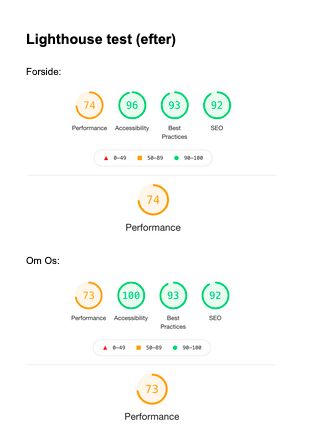 Lighthouse test (efter)
Forside:
74 96 93 92
Performance Accessibility Best Practices SEO
0–49 50–89 90–100
74
Performance
Om Os:
73 100 93 92
Performance Accessibility Best Practices SEO
0–49 50–89 90–100
73
Performance